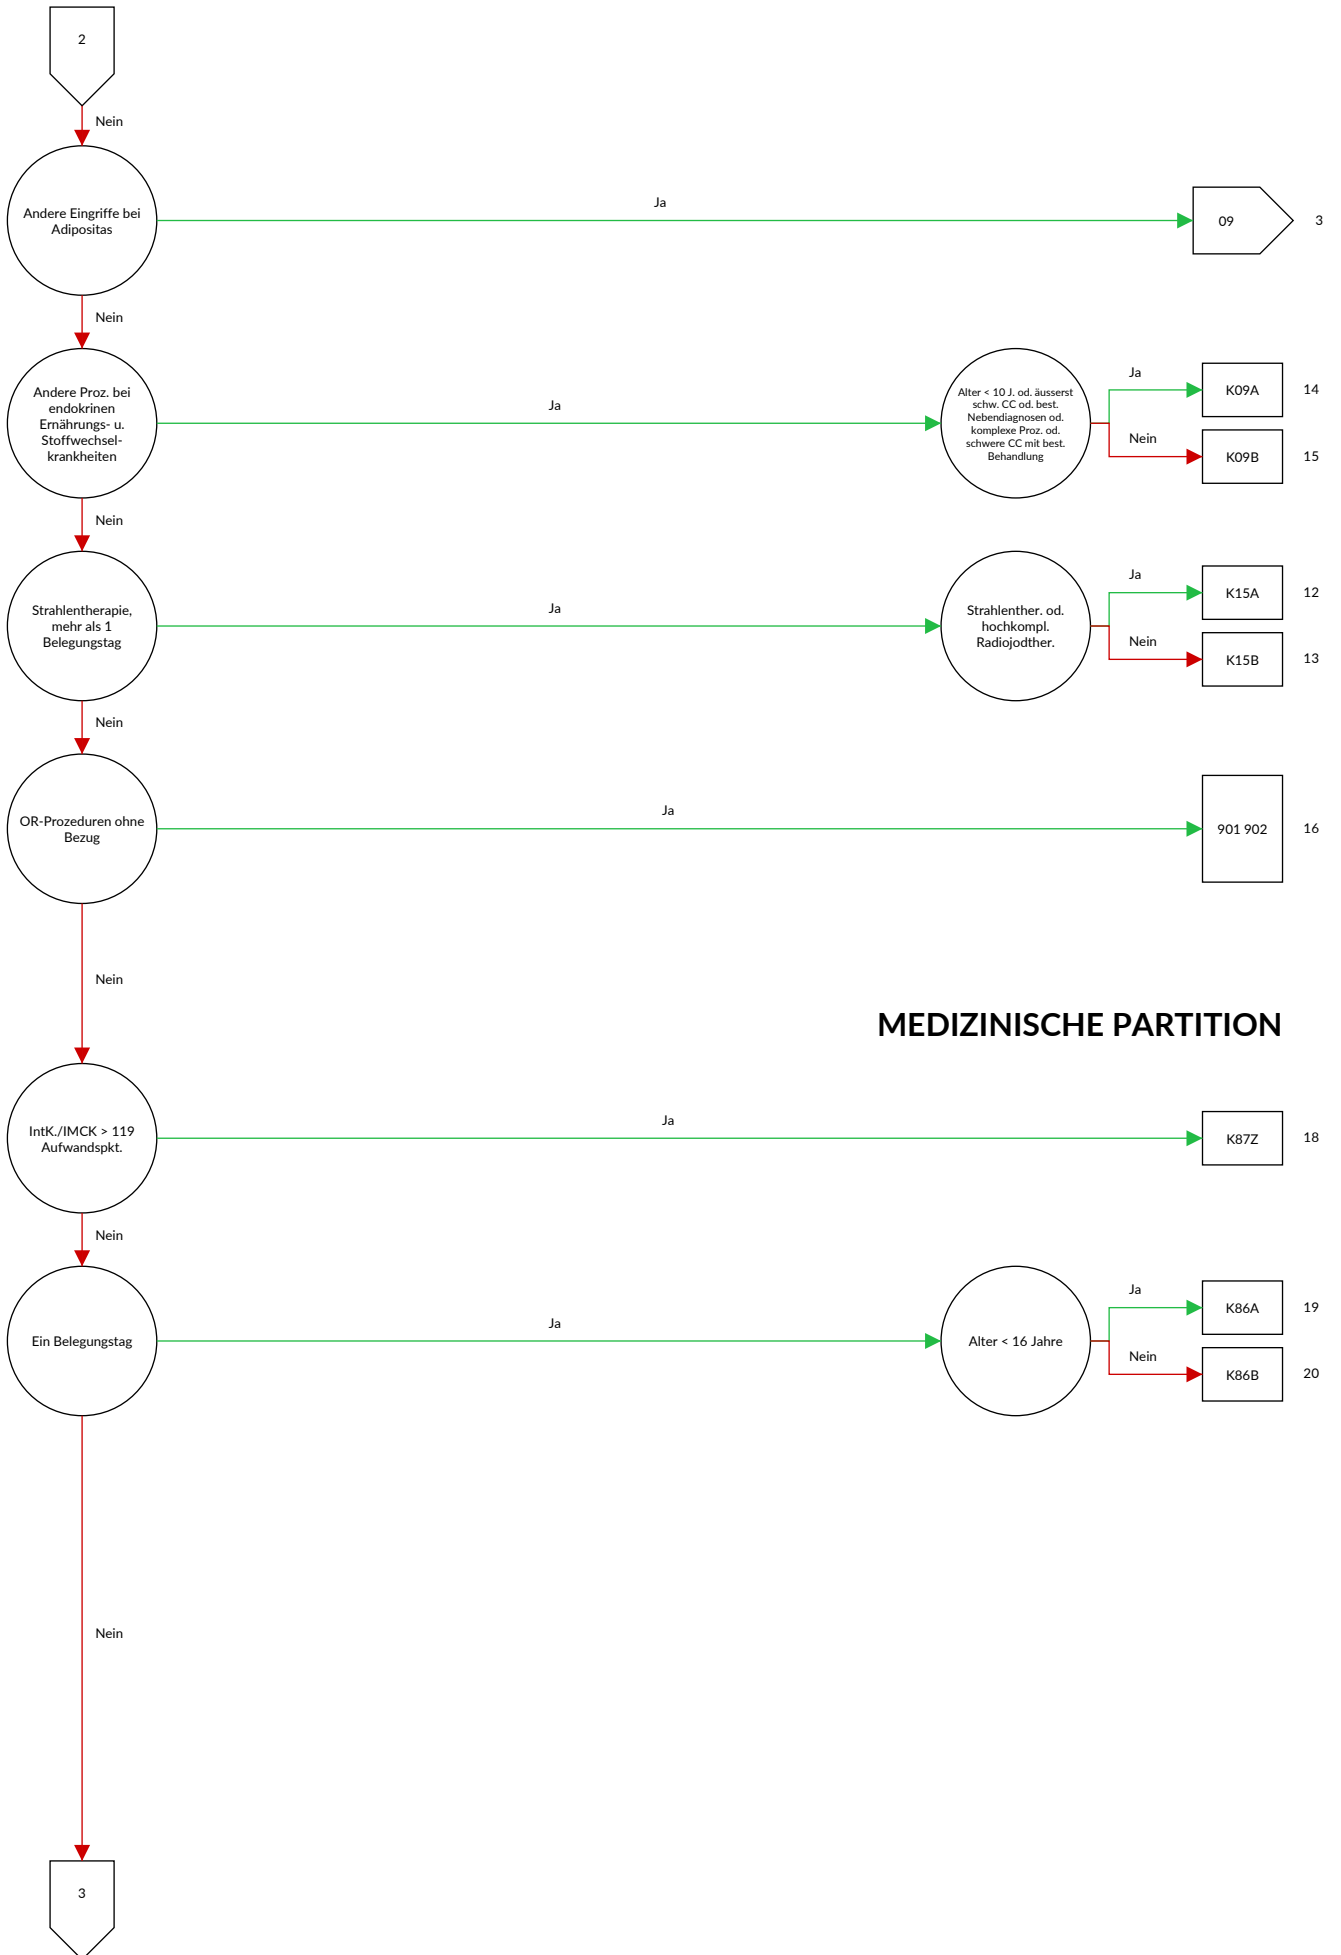 2
Nein
Andere Eingriffe bei
Adipositas
Ja
09
3
Nein
Andere Proz. bei
endokrinen
Ernährungs- u.
Stoffwechsel-
krankheiten
Ja
Alter < 10 J. od. äusserst
schw. CC od. best.
Nebendiagnosen od.
komplexe Proz. od.
schwere CC mit best.
Behandlung
Ja
K09A
14
Nein
K09B
15
Nein
Strahlentherapie,
mehr als 1
Belegungstag
Ja
Strahlenther. od.
hochkompl.
Radiojodther.
Ja
K15A
12
Nein
K15B
13
Nein
OR-Prozeduren ohne
Bezug
Ja
901 902
16
Nein
MEDIZINISCHE PARTITION
IntK./IMCK > 119
Aufwandspkt.
Ja
K87Z
18
Nein
Ein Belegungstag
Ja
Alter < 16 Jahre
Ja
K86A
19
Nein
K86B
20
Nein
3